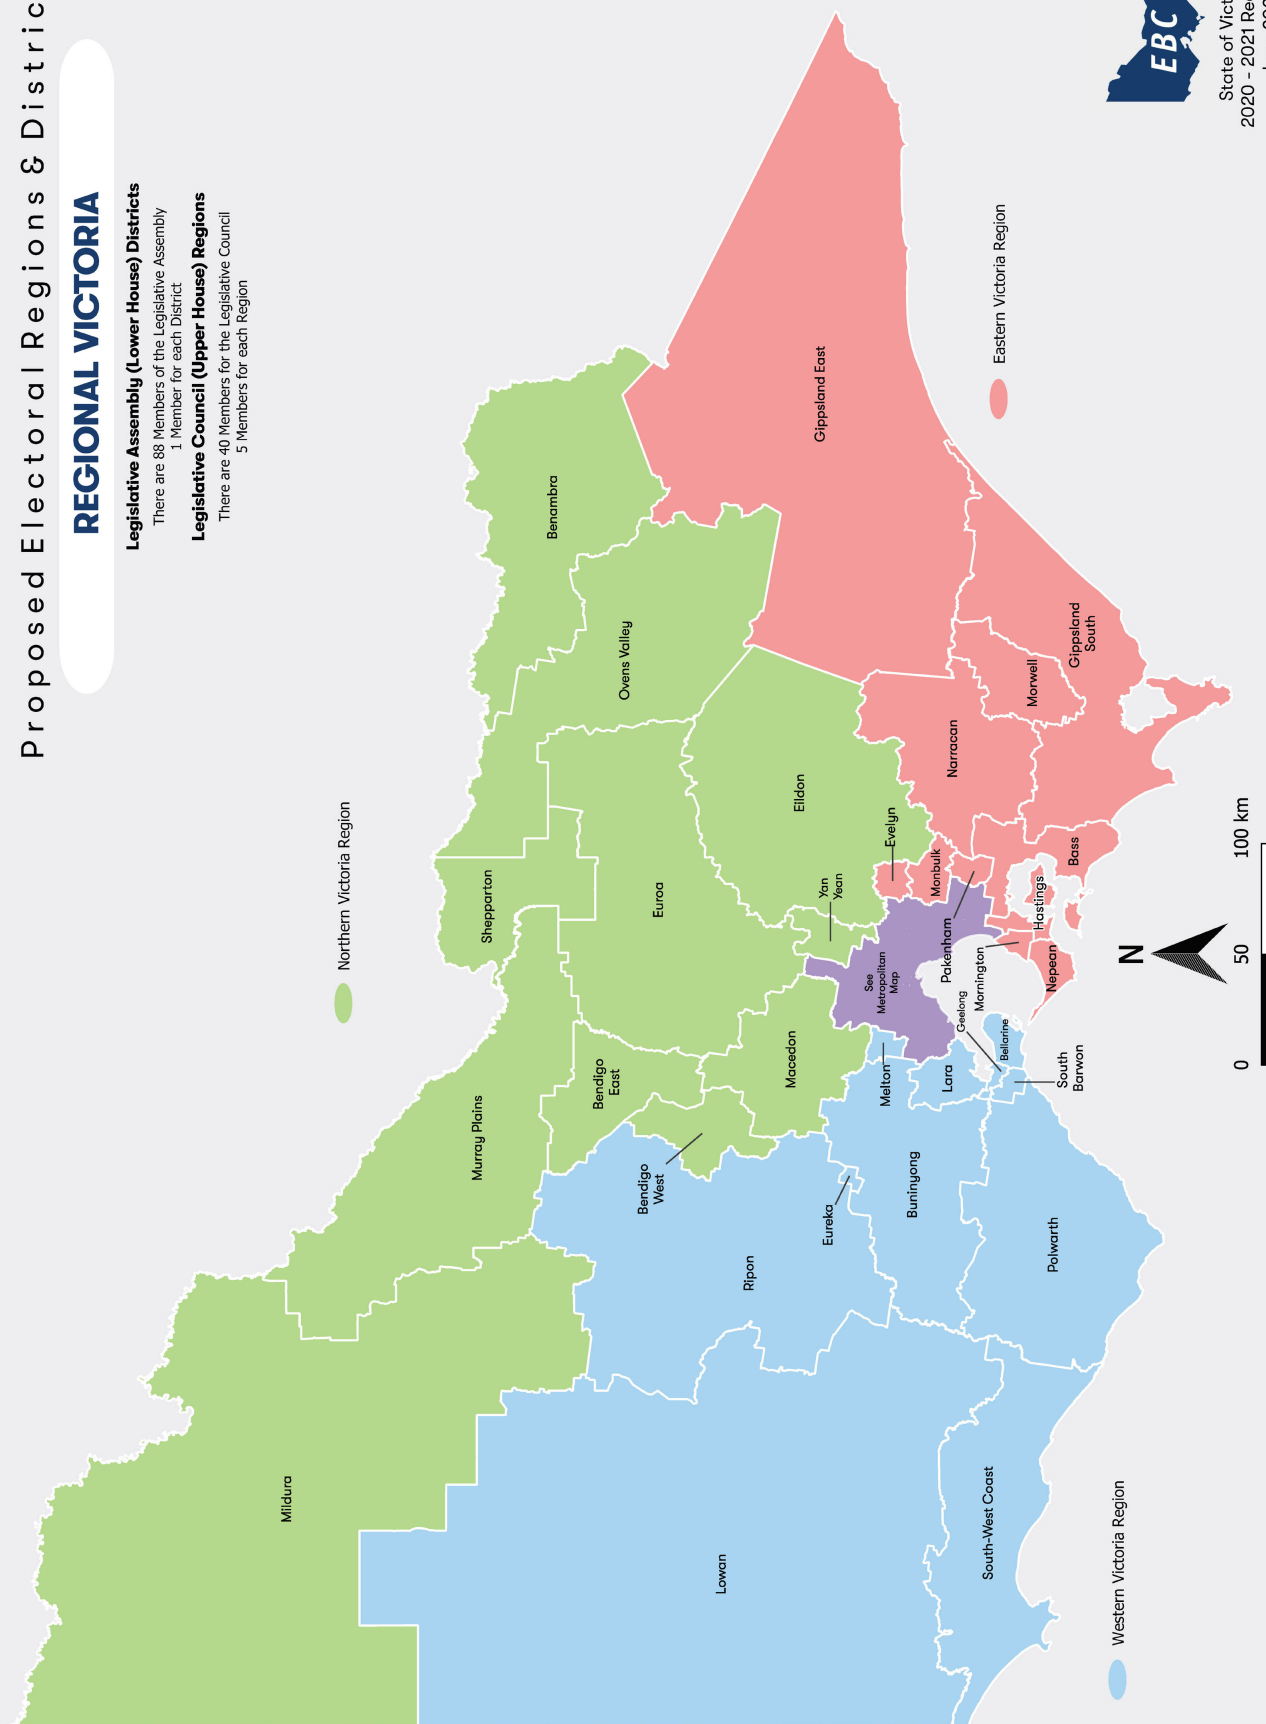 Proposed Electoral Regions & Distric
REGIONAL VICTORIA
Legislative Assembly (Lower House) Districts
There are 88 Members of the Legislative Assembly
1 Member for each District
Legislative Council (Upper House) Regions
There are 40 Members for the Legislative Council
5 Members for each Region
Northern Victoria Region
Mildura
Murray Plains
Shepparton
Benambra
Ovens Valley
Euroa
Bendigo
East
Bendigo
West
Macedon
Eildon
Yan
Yean
Evelyn
Monbulk
See
Metropolitan
Map
Pakenham
Mornington
Geelong
Bellarine
South
Barwon
Melton
Lara
Eureka
Ripon
Buninyong
Polwarth
Lowan
South-West Coast
Western Victoria Region
Gippsland East
Narracan
Morwell
Gippsland
South
Bass
Hastings
Nepean
Eastern Victoria Region
N
0
50
100 km
EBC
State of Vict
2020 - 2021 Re